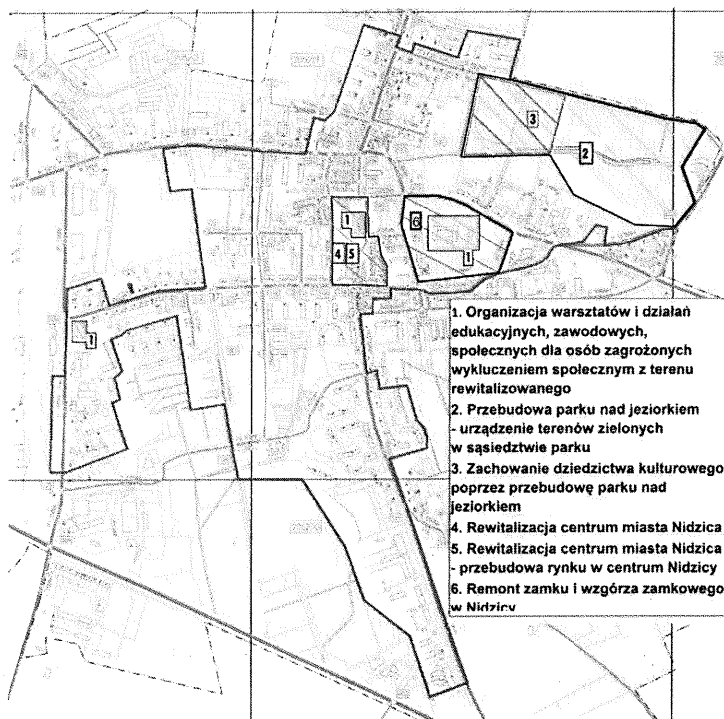 3
2
1
6
4 5
1
1
1. Organizacja warsztatów i działań
edukacyjnych, zawodowych,
społecznych dla osób zagrożonych
wykluczeniem społecznym z terenu
rewitalizowanego
2. Przebudowa parku nad jeziorkiem
- urządzenie terenów zielonych
w sąsiedztwie parku
3. Zachowanie dziedzictwa kulturowego
poprzez przebudowę parku nad
jeziorkiem
4. Rewitalizacja centrum miasta Nidzica
5. Rewitalizacja centrum miasta Nidzica
- przebudowa rynku w centrum Nidzicy
6. Remont zamku i wzgórza zamkowego
w Nidzicy